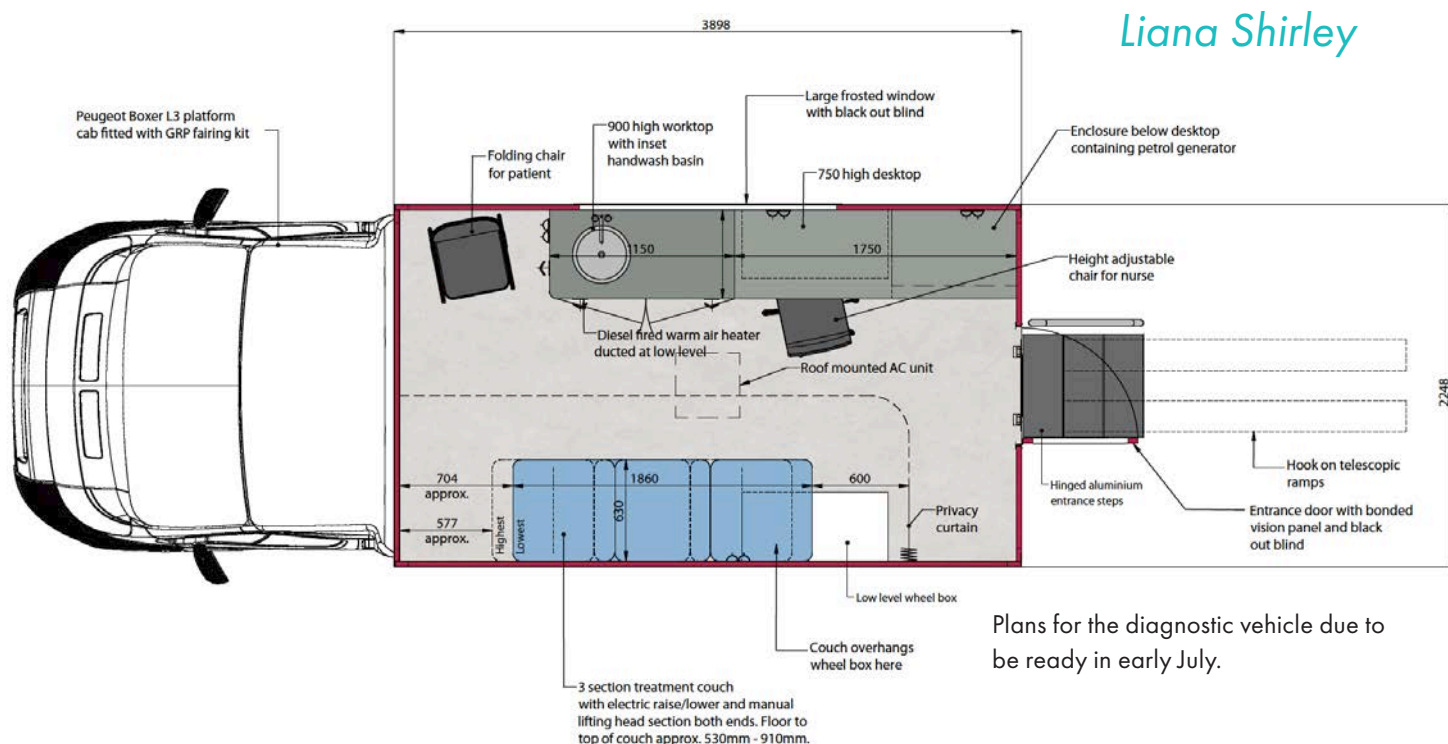 3898
Liana Shirley
Peugeot Boxer L3 platform
cab fitted with GRP fairing kit
Folding chair
for patient
900 high worktop
with inset
handwash basin
Large frosted window
with black out blind
750 high desktop
Enclosure below desktop
containing petrol generator
1150
1750
Height adjustable
chair for nurse
Diesel fired warm air heater
ducted at low level
Roof mounted AC unit
2248
704
approx.
577
approx.
Highest
Lowest
1860
630
600
Privacy
curtain
Hinged aluminium
entrance steps
Hook on telescopic
ramps
Entrance door with bonded
vision panel and black
out blind
Low level wheel box
Couch overhangs
wheel box here
3 section treatment couch
with electric raise/lower and manual
lifting head section both ends. Floor to
top of couch approx. 530mm - 910mm.
Plans for the diagnostic vehicle due to
be ready in early July.